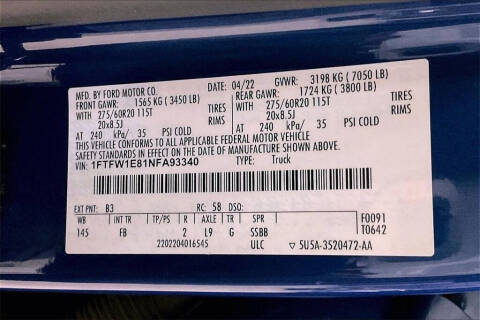 MFD. BY FORD MOTOR CO. DATE: 04/22 GVWR: 3198 KG ( 7050 LB)
FRONT GAWR: 1565 KG ( 3450 LB) REAR GAWR: 1724 KG ( 3800 LB)
WITH WITH
275/60R20 115T TIRES 275/60R20 115T TIRES
20x8.5J RIMS 20x8.5J RIMS
AT 240 kPa/ 35 PSI COLD AT 240 kPa/ 35 PSI COLD
THIS VEHICLE CONFORMS TO ALL APPLICABLE FEDERAL MOTOR VEHICLE
SAFETY STANDARDS IN EFFECT ON THE DATE OF MANUFACTURE SHOWN ABOVE.
VIN: 1FTFW1E81NFA93340 TYPE: Truck
EXT PNT: B3 RC: 58 DSO:
WB INT TR TP/PS R AXLE TR SPR F0091
145 FB 2 L9 G SSBB T0642
2202204016545 ULC 5U5A-3520472-AA